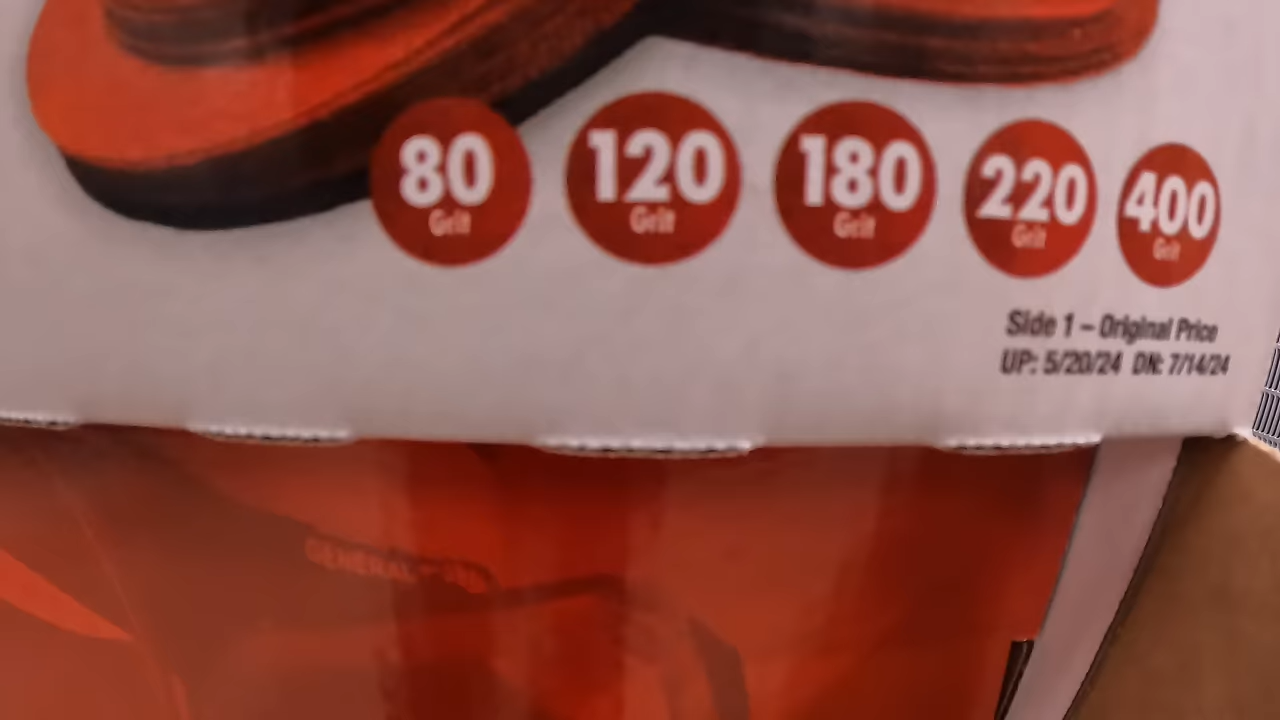 80
Grit
120
Grit
180
Grit
220
Grit
400
Grit
Side 1 – Original Price
UP: 5/20/24 DN: 7/14/24
GENERAL